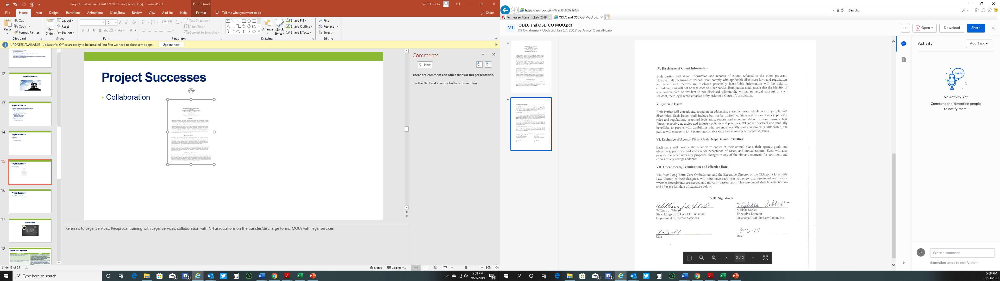 Project final webinar DRAFT 9.20.19 - aol [Read-Only] - PowerPoint
Picture Tools
Scott Freschi
File Home Insert Design Transitions Animations Slide Show Review View Add-ins Help Format Tell me what you want to do Share
Paste
Cut
Copy
Format Painter
Clipboard
New Slide
Layout
Reset
Section
Slides
12
Font
Text Direction
Align Text
Convert to SmartArt
Paragraph
Arrange
Quick Styles
Shape Fill
Shape Outline
Shape Effects
Drawing
Find
Replace
Select
Editing
UPDATES AVAILABLE Updates for Office are ready to be installed, but first we need to close some apps. Update now
12
Project Successes
13
Project Successes
14
Project Successes
15
Project Successes
16
Project Successes
17
Conclusions
18
Goals and Outcomes
Project Successes
• Collaboration
Comments
New
There are comments on other slides in this presentation.
Use the Next and Previous buttons to see them.
Referrals to Legal Services; Reciprocal training with Legal Services; collaboration with NH associations on the transfer/discharge forms, MOUs with legal services
Slide 15 of 29
Notes Comments 90%
Type here to search
5:08 PM
9/23/2019
https://app.box.com/file/385809939427
Search...
Tennessee Titans Tickets 2019 | ...
ODLC and OSLTCO MOU.pd...
V1
ODLC and OSLTCO MOU.pdf
Oklahoma - Updated Jan 17, 2019 by Amity Overall-Laib
Open
Download
Share
1
2
IV. Disclosure of Client Information
Both parties will share information and records of clients referred to the other program.
However, all disclosure of records shall comply with applicable disclosure laws and regulations
and when such records are disclosed personally identifiable information will be held in
confidence and will not be disclosed to other parties. Both parties shall ensure that the identity of
any complainant or resident is not disclosed without the written or verbal consent of such
resident, their legal representative or by order of a Court of Jurisdiction.
V. Systemic Issues
Both Parties will consult and cooperate in addressing systemic issues which concern people with
disabilities. Such issues shall include but not be limited to: State and federal agency policies,
rules and regulations, proposed legislation, reports and recommendation of commissions, task
forces, executive agencies and industry policies and practices. Whenever practical and mutually
beneficial to people with disabilities who are most socially and economically vulnerable, the
parties will engage in joint planning, collaboration and advocacy on systemic issues.
VI. Exchange of Agency Plans, Goals, Reports and Priorities
Each party will provide the other with: copies of their annual plans, their agency goals and
objectives, priorities and criteria for acceptance of cases, and annual reports. Each will also
provide the other with any proposed changes to any of the above documents for comment and
copies of any changes adopted.
VII Amendments, Termination and effective Date
The State Long-Term Care Ombudsman and the Executive Director of the Oklahoma Disability
Law Center, or their designee, will meet once each year to review this agreement and decide
whether amendments are needed and mutually agreed upon. This agreement shall be effective on
and after the last date of signature below.
VIII. Signatures
William J Whited
Melissa Sublett
William J. Whited
State Long-Term Care Ombudsman
Department of Human Services
Melissa Sublet
Executive Director
Oklahoma Disability Law Center, Inc.
8-6-18
Date
8-6-18
Date
2 / 2
Activity
Add Task
No Activity Yet
Comment and @mention people
to notify them.
JF
Write a comment
@mention users to notify them.
5:08 PM
9/23/2019